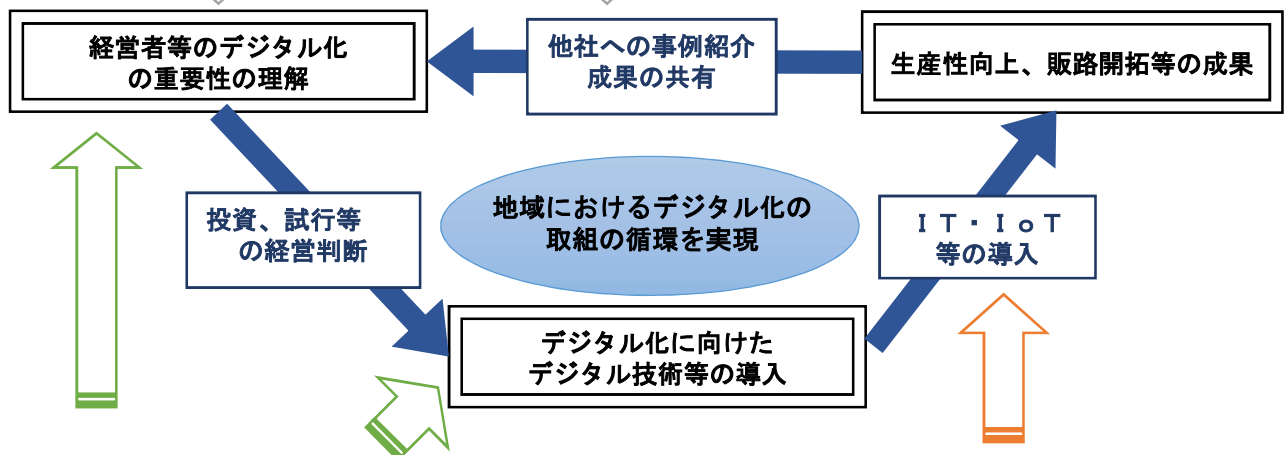 経営者等のデジタル化
の重要性の理解
他社への事例紹介
成果の共有
生産性向上、販路開拓等の成果
投資、試行等
の経営判断
地域におけるデジタル化の
取組の循環を実現
ＩＴ・ＩｏＴ
等の導入
デジタル化に向けた
デジタル技術等の導入